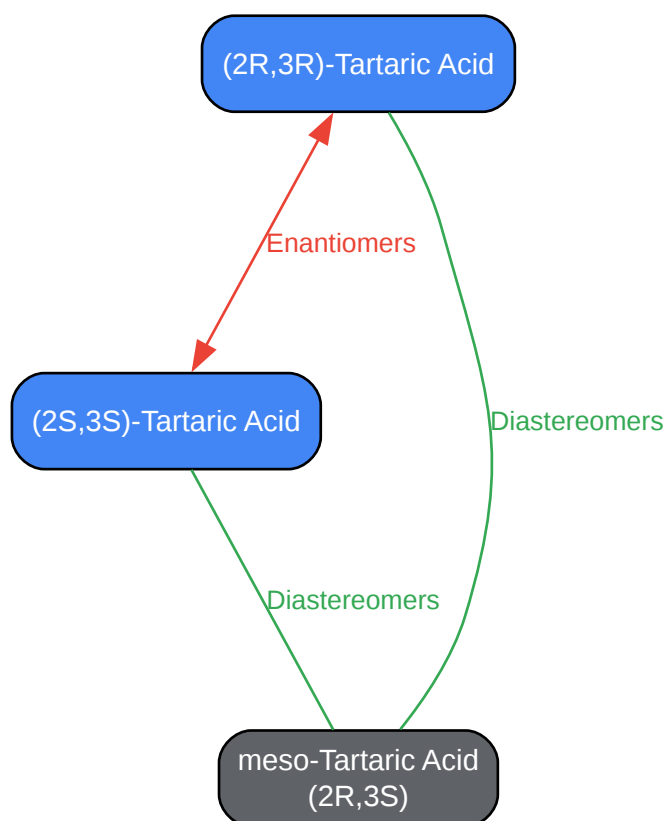 (2R,3R)-Tartaric Acid
Enantiomers
(2S,3S)-Tartaric Acid
Diastereomers
Diastereomers
meso-Tartaric Acid
(2R,3S)